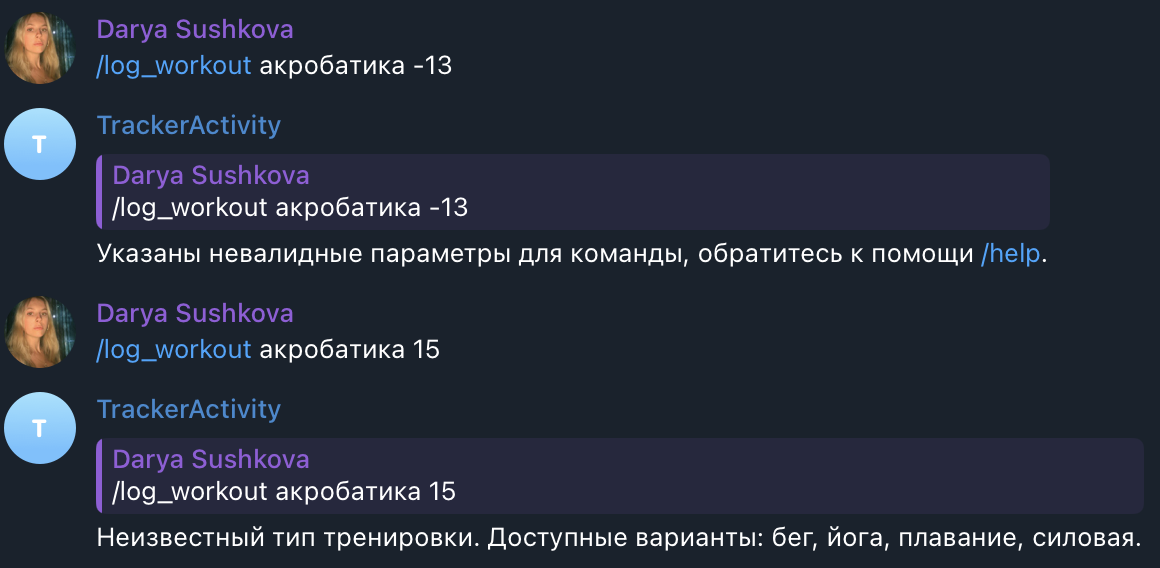 Darya Sushkova
/log_workout акробатика -13
TrackerActivity
T
Darya Sushkova
/log_workout акробатика -13
Указаны невалидные параметры для команды, обратитесь к помощи /help.
Darya Sushkova
/log_workout акробатика 15
TrackerActivity
T
Darya Sushkova
/log_workout акробатика 15
Неизвестный тип тренировки. Доступные варианты: бег, йога, плавание, силовая.